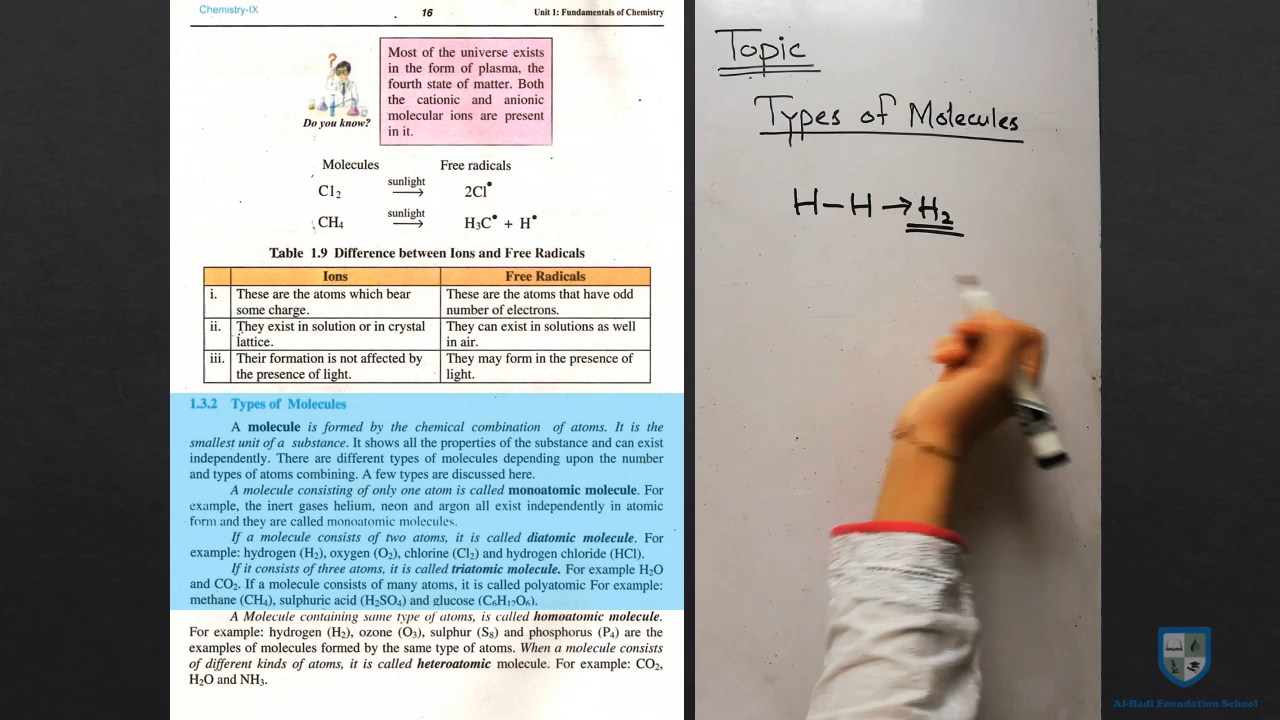 Chemistry-IX
16
Unit 1: Fundamentals of Chemistry
Most of the universe exists
in the form of plasma, the
fourth state of matter. Both
the cationic and anionic
molecular ions are present
in it.
Do you know?
Molecules Free radicals
Cl₂ sunlight → 2Cl•
CH₄ sunlight → H₃C• + H•
Table 1.9 Difference between Ions and Free Radicals
Ions Free Radicals
i. These are the atoms which bear some charge. These are the atoms that have odd number of electrons.
ii. They exist in solution or in crystal lattice. They can exist in solutions as well in air.
iii. Their formation is not affected by the presence of light. They may form in the presence of light.
1.3.2 Types of Molecules
A molecule is formed by the chemical combination of atoms. It is the
smallest unit of a substance. It shows all the properties of the substance and can exist
independently. There are different types of molecules depending upon the number
and types of atoms combining. A few types are discussed here.
A molecule consisting of only one atom is called monoatomic molecule. For
example, the inert gases helium, neon and argon all exist independently in atomic
form and they are called monoatomic molecules.
If a molecule consists of two atoms, it is called diatomic molecule. For
example: hydrogen (H₂), oxygen (O₂), chlorine (Cl₂) and hydrogen chloride (HCl).
If it consists of three atoms, it is called triatomic molecule. For example H₂O
and CO₂. If a molecule consists of many atoms, it is called polyatomic For example:
methane (CH₄), sulphuric acid (H₂SO₄) and glucose (C₆H₁₂O₆).
A Molecule containing same type of atoms, is called homoatomic molecule.
For example: hydrogen (H₂), ozone (O₃), sulphur (S₈) and phosphorus (P₄) are the
examples of molecules formed by the same type of atoms. When a molecule consists
of different kinds of atoms, it is called heteroatomic molecule. For example: CO₂,
H₂O and NH₃.
Topic
Types of Molecules
H-H → H₂
Al-Hadi Foundation School